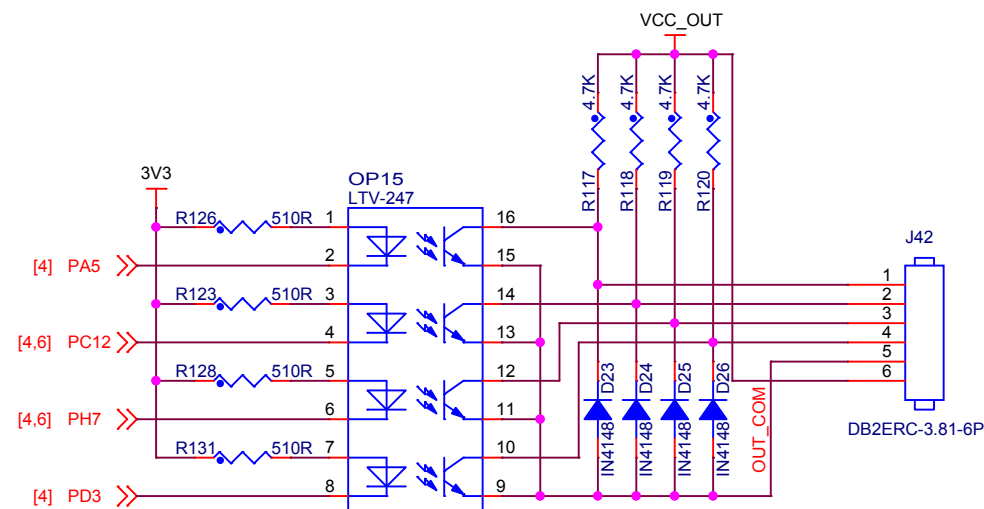 VCC_OUT
4.7K
4.7K
4.7K
4.7K
R117
R118
R119
R120
3V3
OP15
LTV-247
R126 510R 1
16
[4] PA5 2
15
R123 510R 3
14
[4,6] PC12 4
13
R128 510R 5
12
[4,6] PH7 6
11
R131 510R 7
10
[4] PD3 8
9
D23
D24
D25
D26
IN4148
IN4148
IN4148
IN4148
OUT_COM
J42
1
2
3
4
5
6
DB2ERC-3.81-6P